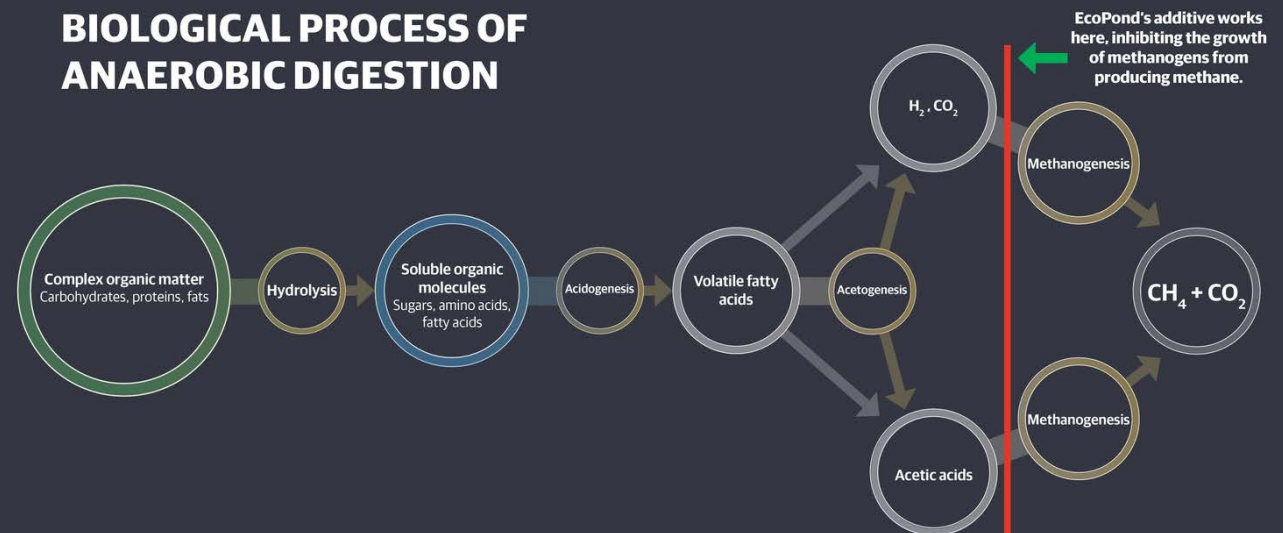 BIOLOGICAL PROCESS OF
ANAEROBIC DIGESTION
EcoPond's additive works
here, inhibiting the growth
of methanogens from
producing methane.
Complex organic matter
Carbohydrates, proteins, fats
Hydrolysis
Soluble organic
molecules
Sugars, amino acids,
fatty acids
Acidogenesis
Volatile fatty
acids
Acetogenesis
H₂ , CO₂
Acetic acids
Methanogenesis
Methanogenesis
CH₄ + CO₂